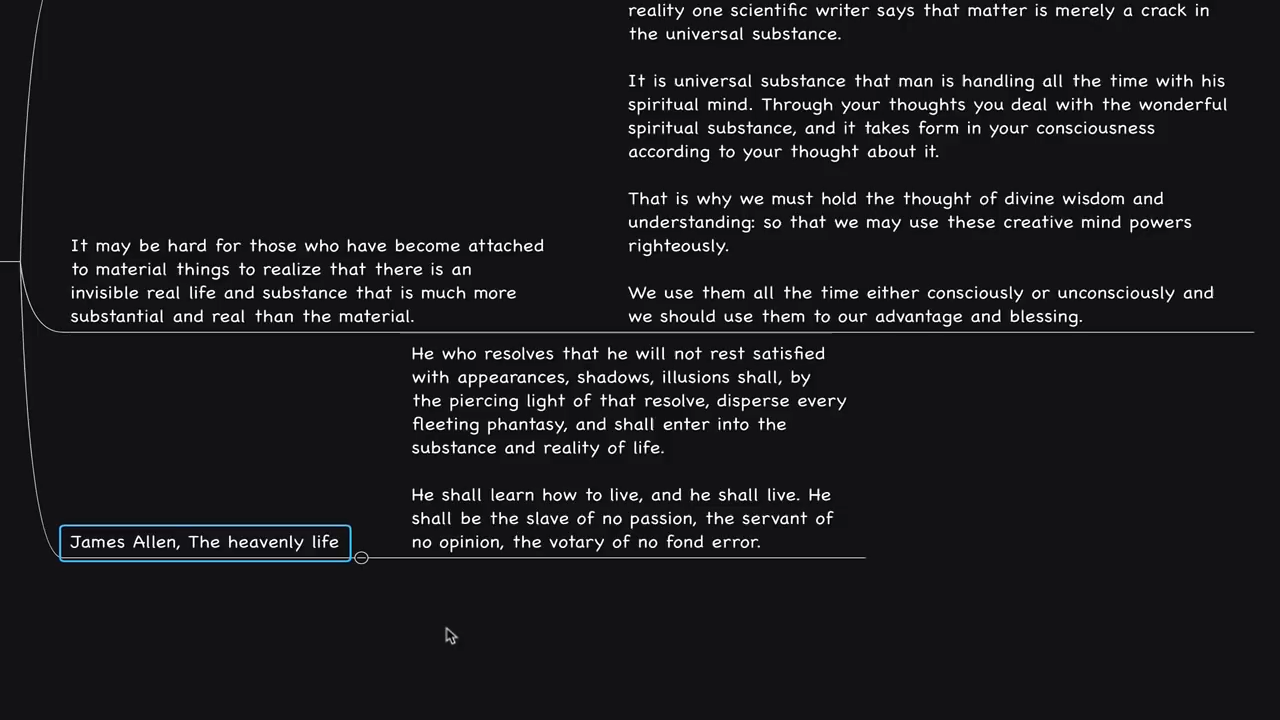 reality one scientific writer says that matter is merely a crack in
the universal substance.
It is universal substance that man is handling all the time with his
spiritual mind. Through your thoughts you deal with the wonderful
spiritual substance, and it takes form in your consciousness
according to your thought about it.
That is why we must hold the thought of divine wisdom and
understanding: so that we may use these creative mind powers
righteously.
We use them all the time either consciously or unconsciously and
we should use them to our advantage and blessing.
It may be hard for those who have become attached
to material things to realize that there is an
invisible real life and substance that is much more
substantial and real than the material.
He who resolves that he will not rest satisfied
with appearances, shadows, illusions shall, by
the piercing light of that resolve, disperse every
fleeting phantasy, and shall enter into the
substance and reality of life.
He shall learn how to live, and he shall live. He
shall be the slave of no passion, the servant of
no opinion, the votary of no fond error.
James Allen, The heavenly life